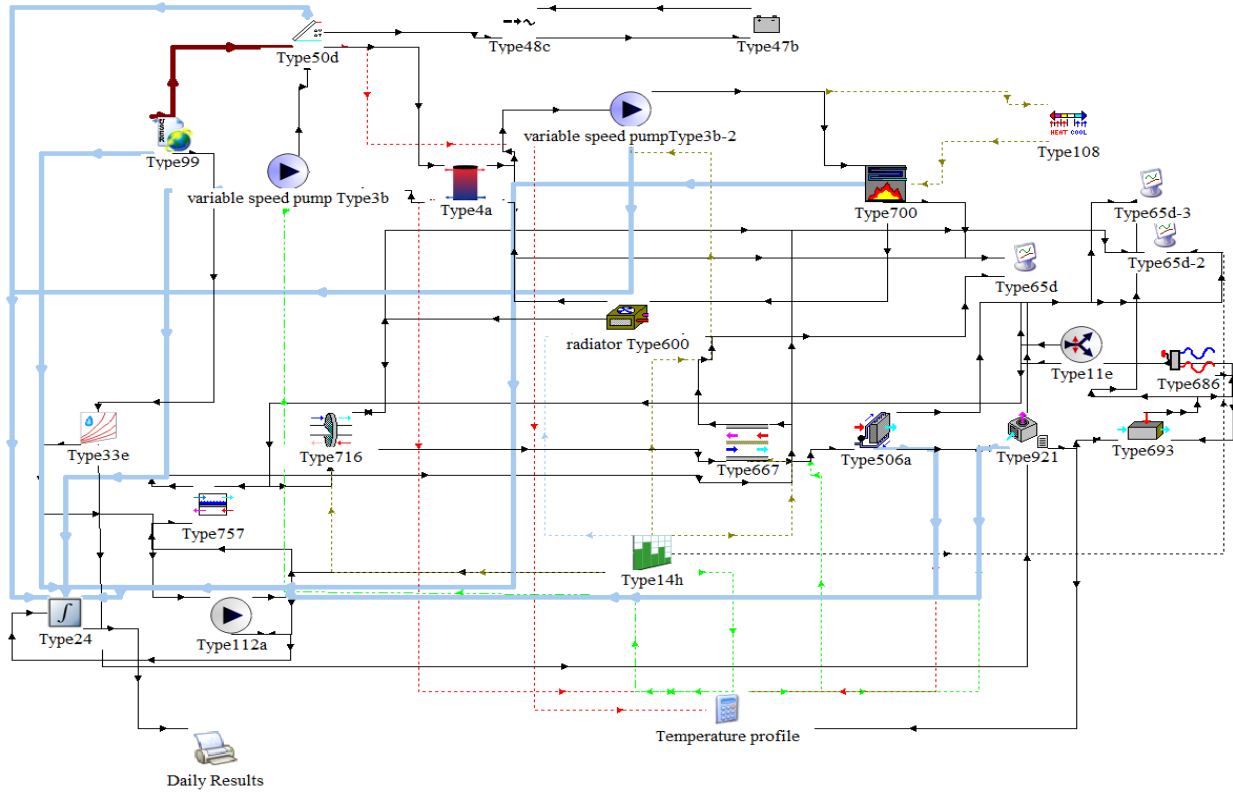 Type50d
Type48c
Type47b
variable speed pumpType3b-2
Type108
HEAT COOL
Type99
variable speed pump Type3b
Type4a
Type700
Type65d-3
Type65d-2
Type65d
radiator Type600
Type11e
Type686
Type33e
Type716
Type667
Type506a
Type921
Type693
Type757
Type14h
Type24
∫
Type112a
Temperature profile
Daily Results